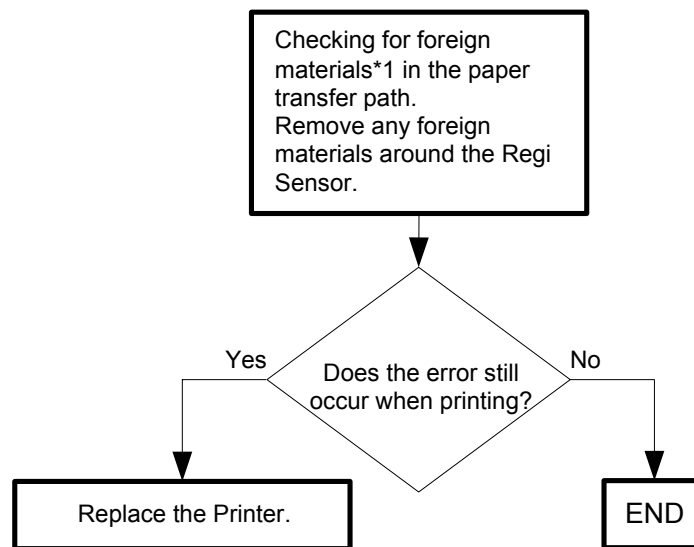 Checking for foreign
materials*1 in the paper
transfer path.
Remove any foreign
materials around the Regi
Sensor.
Yes
No
Does the error still
occur when printing?
Replace the Printer.
END